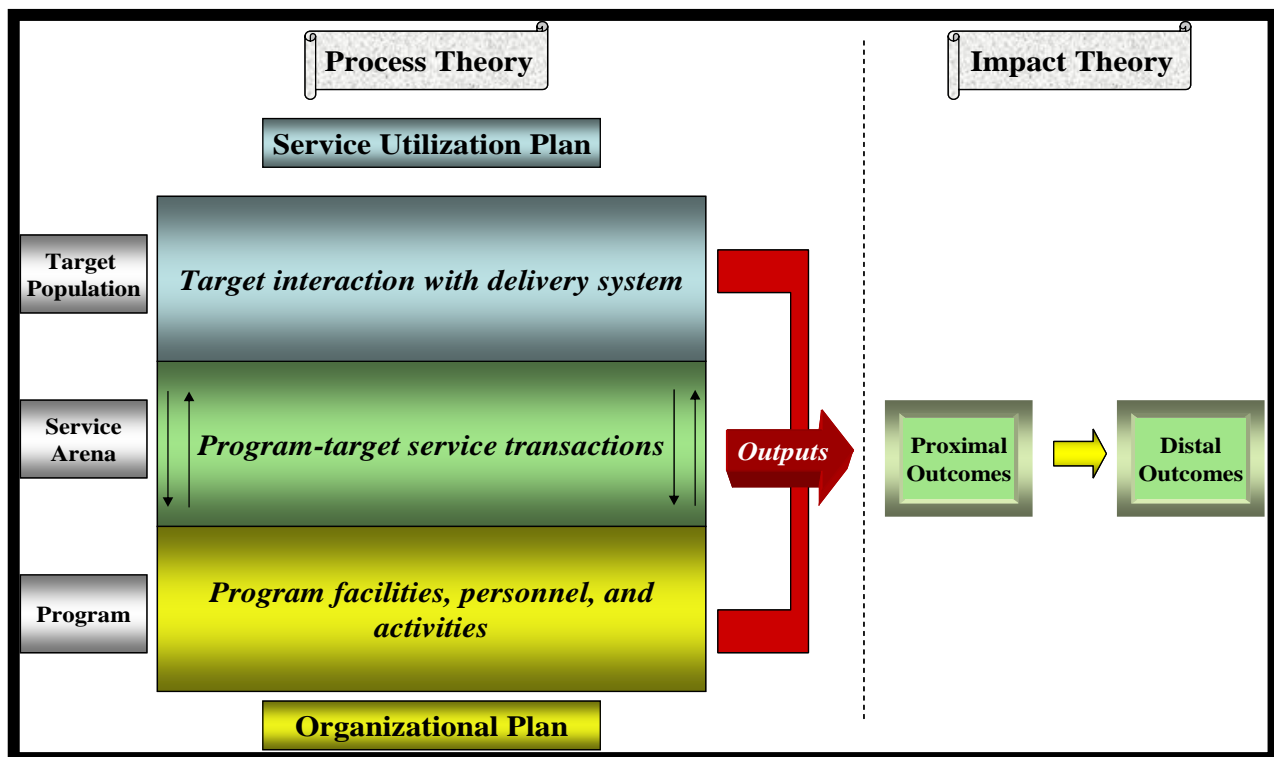 Process Theory
Impact Theory
Service Utilization Plan
Target
Population
Target interaction with delivery system
Service
Arena
Program-target service transactions
Outputs
Proximal
Outcomes
Distal
Outcomes
Program
Program facilities, personnel, and
activities
Organizational Plan